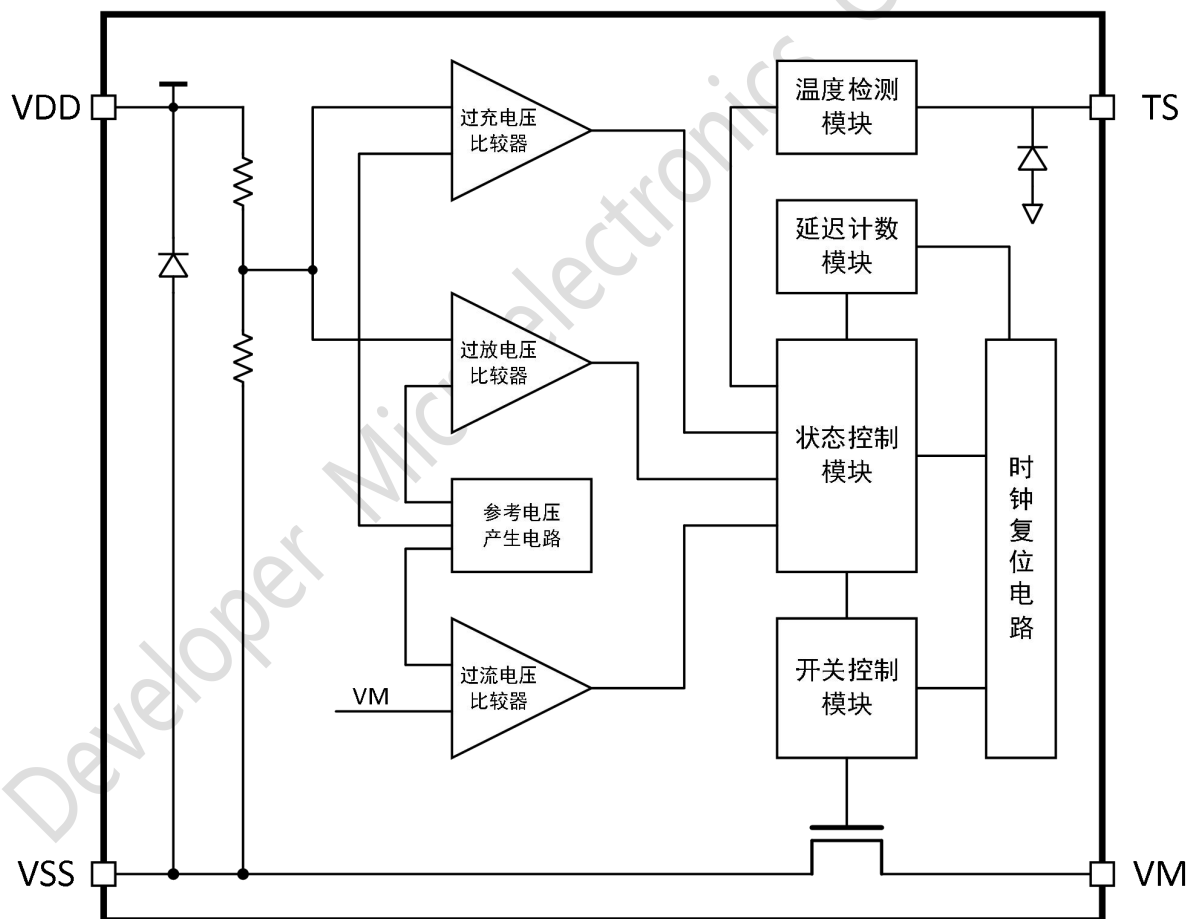 VDD
过充电压
比较器
温度检测
模块
TS
延迟计数
模块
过放电压
比较器
状态控制
模块
参考电压
产生电路
时钟复位电路
过流电压
比较器
VM
开关控制
模块
VSS
VM
Developer Microelectronics